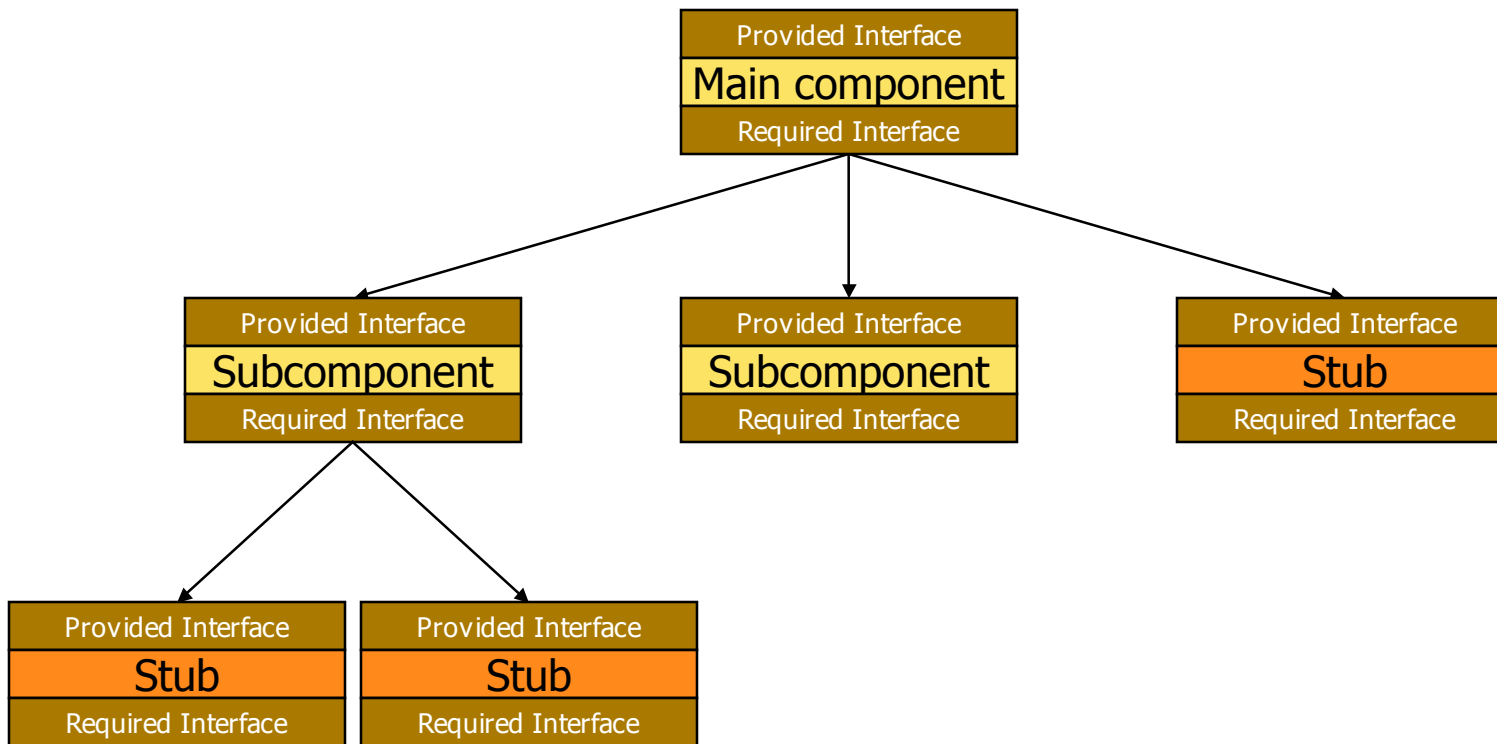 Provided Interface
Main component
Required Interface
Provided Interface
Subcomponent
Required Interface
Provided Interface
Subcomponent
Required Interface
Provided Interface
Stub
Required Interface
Provided Interface
Stub
Required Interface
Provided Interface
Stub
Required Interface